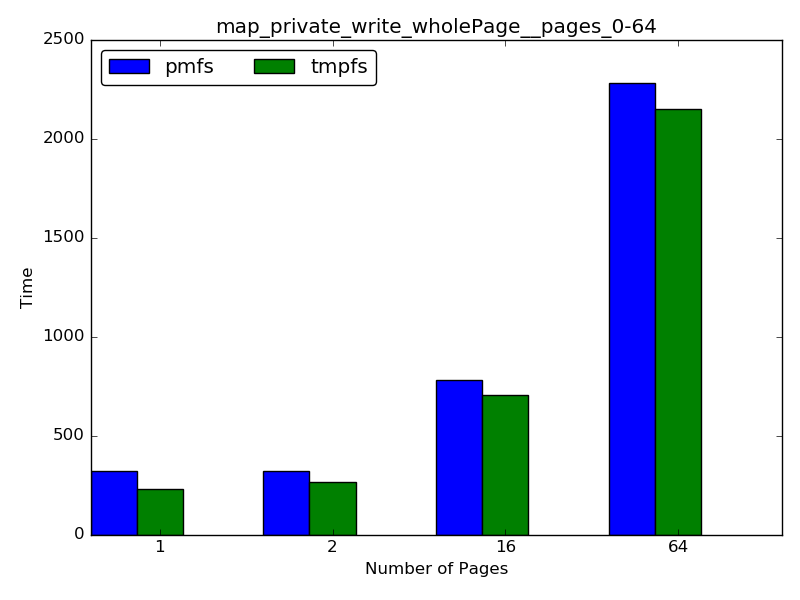 map_private_write_wholePage__pages_0-64
2500
2000
1500
1000
500
0
Time
pmfs tmpfs
1 2 16 64
Number of Pages